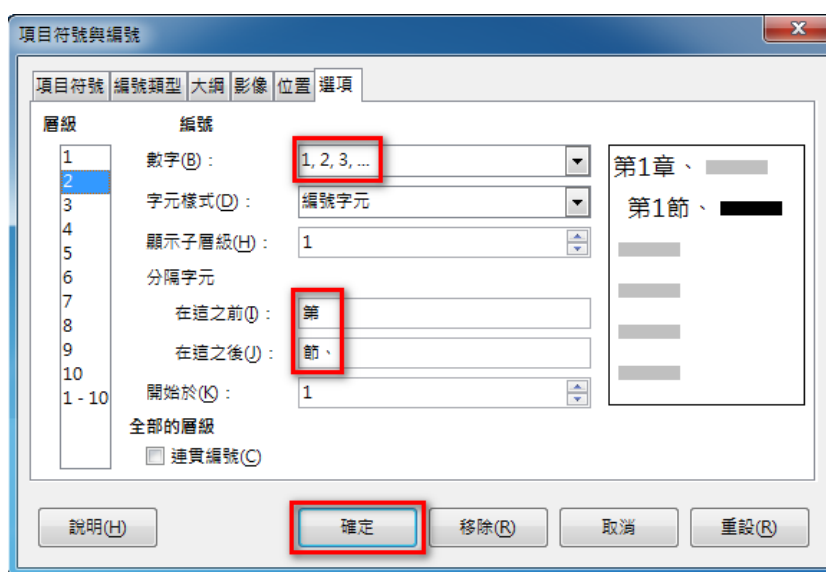 項目符號與編號
項目符號 編號類型 大綱 影像 位置 選項
層級
編號
1
2
3
4
5
6
7
8
9
10
1 - 10
數字(B)：
1, 2, 3, ...
字元樣式(D)：
編號字元
顯示子層級(H)：
1
分隔字元
在這之前(I)：
第
在這之後(J)：
節、
開始於(K)：
1
全部的層級
連貫編號(C)
第1章、
第1節、
說明(H) 確定 移除(R) 取消 重設(R)